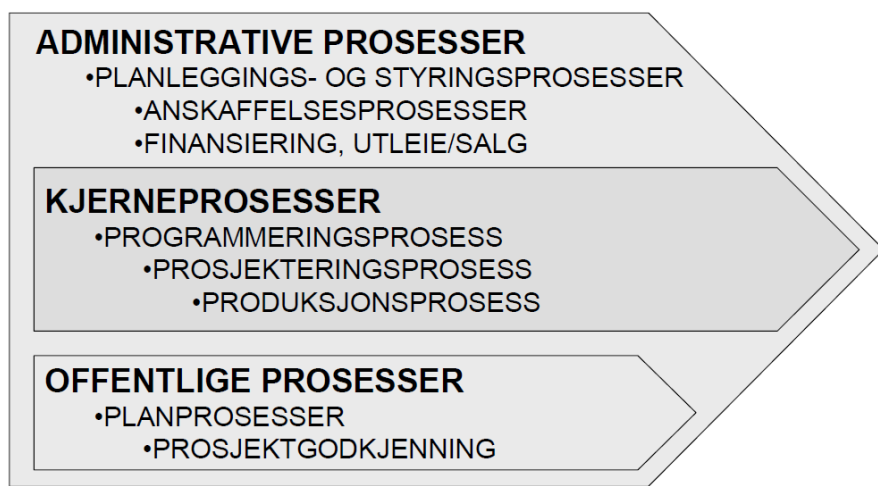 ADMINISTRATIVE PROSESSER
•PLANLEGGINGS- OG STYRINGSPROSESSER
•ANSKAFFELSESPROSESSER
•FINANSIERING, UTLEIE/SALG
KJERNEPROSESSER
•PROGRAMMERINGSPROSESS
•PROSJEKTERINGSPROSESS
•PRODUKSJONSPROSESS
OFFENTLIGE PROSESSER
•PLANPROSESSER
•PROSJEKTGODKJENNING